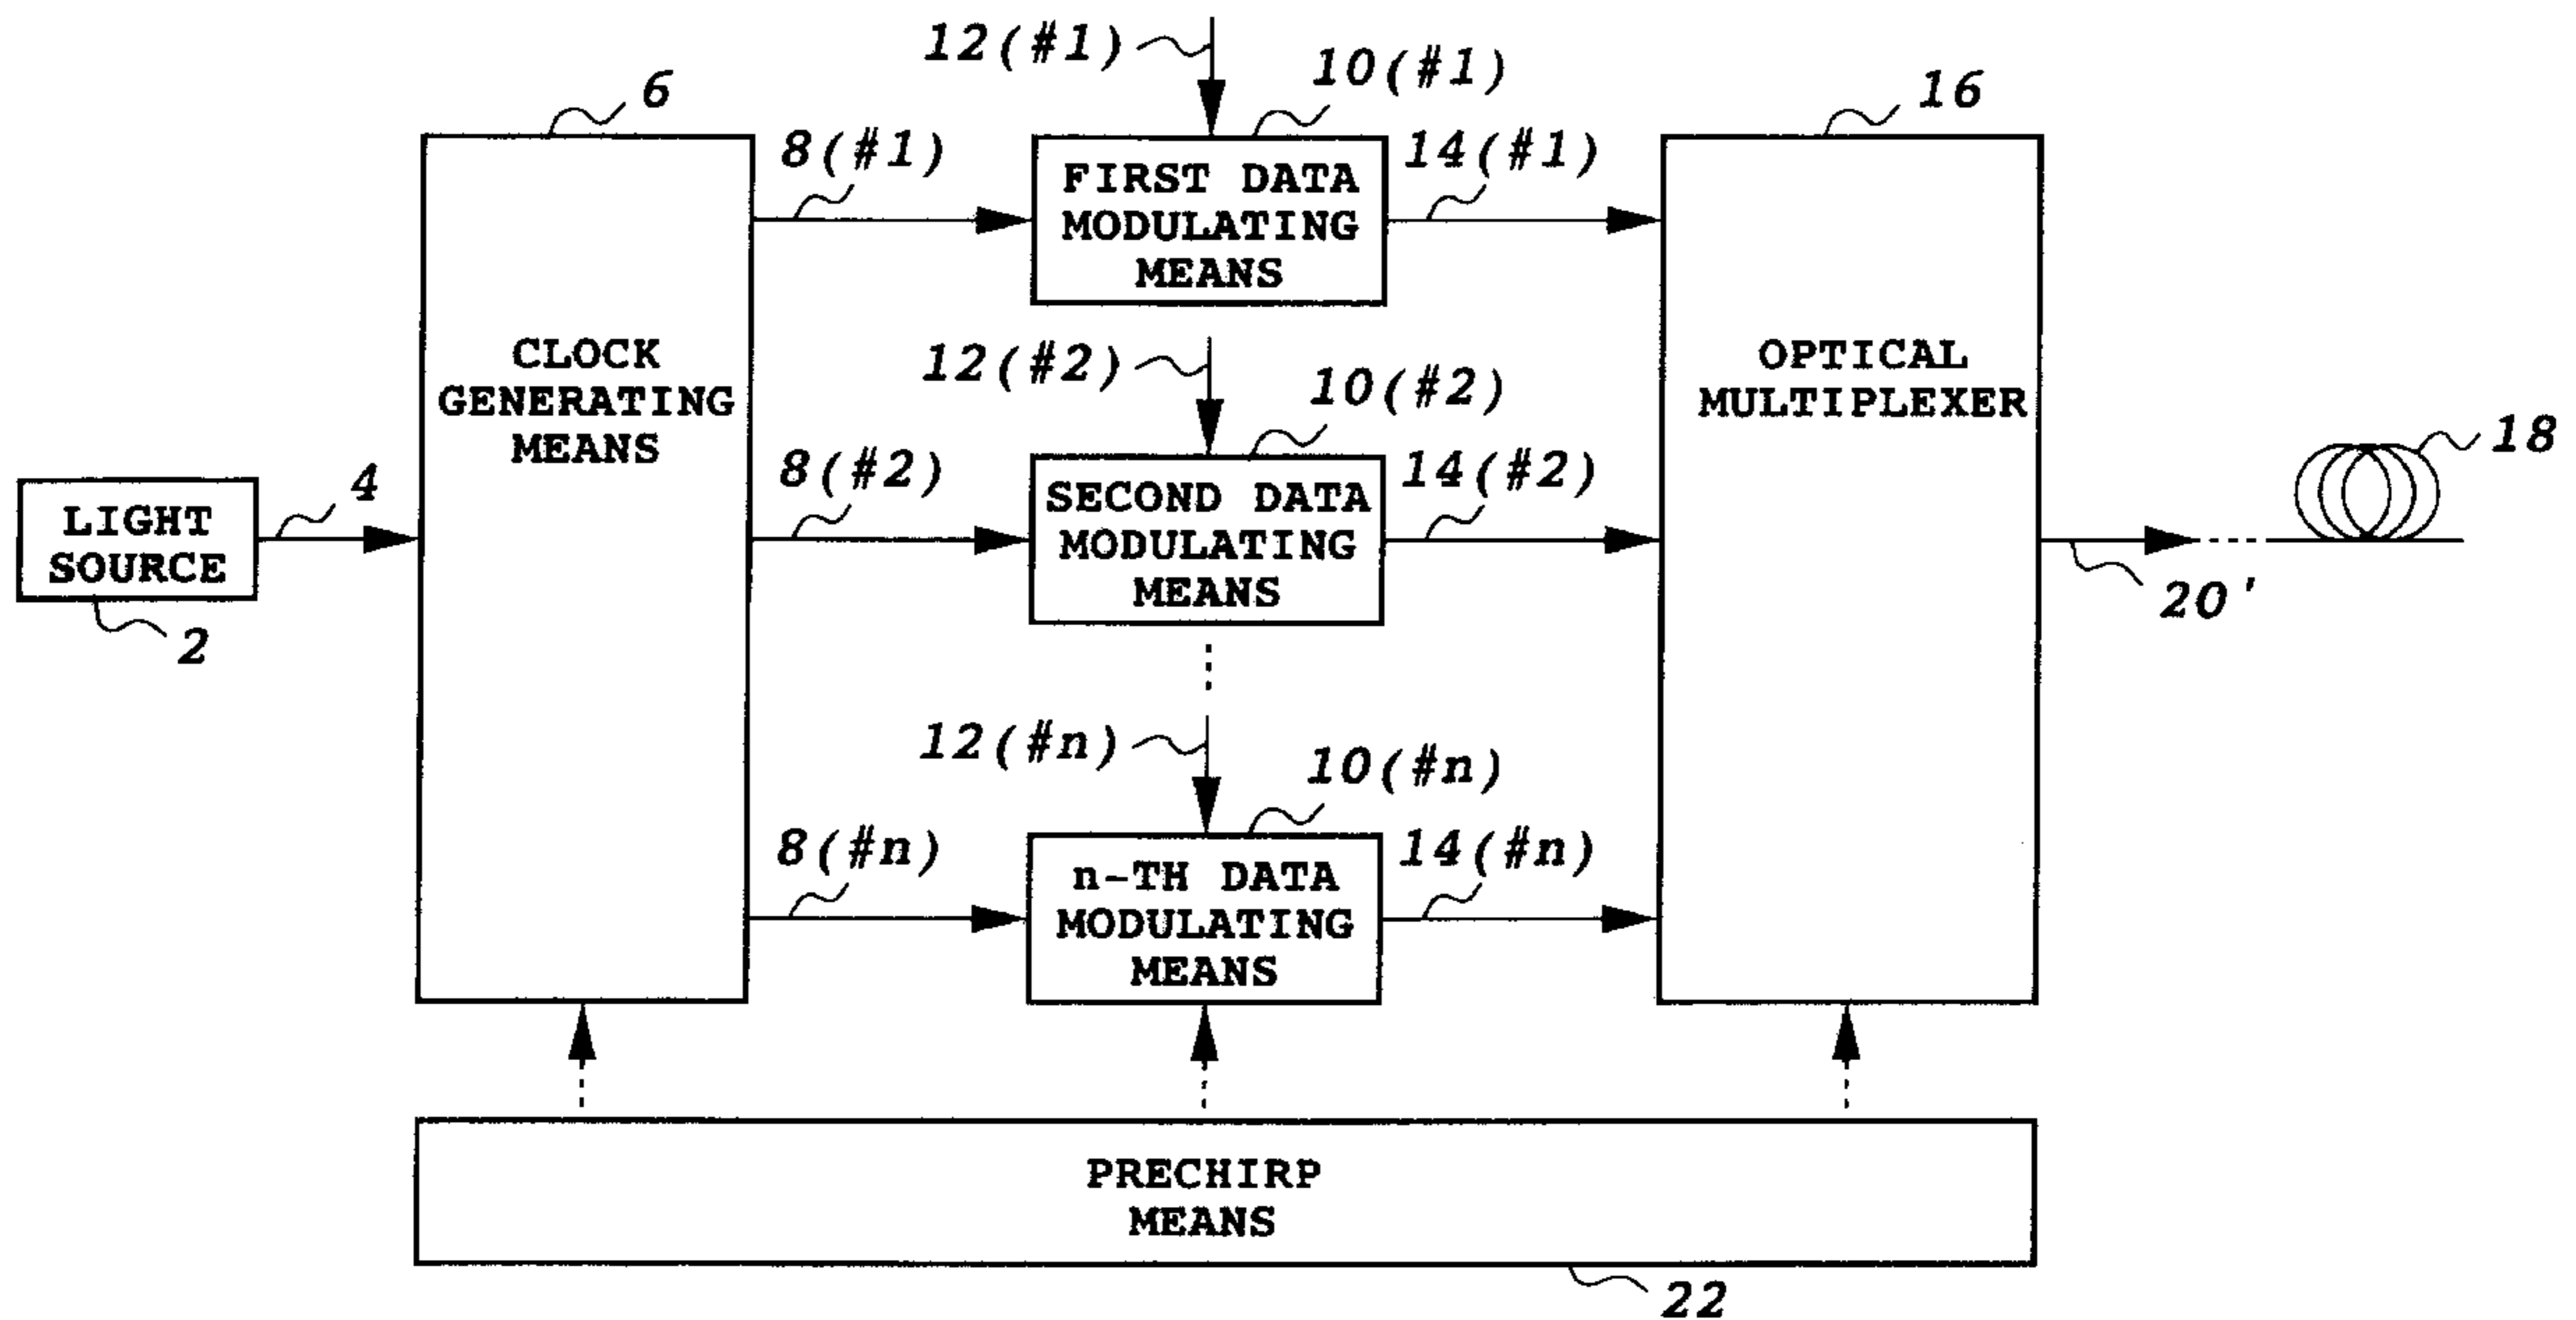 12(#1)
10(#1)
6
16
8(#1)
14(#1)
FIRST DATA
MODULATING
MEANS
CLOCK
GENERATING
MEANS
OPTICAL
MULTIPLEXER
12(#2)
10(#2)
18
4
8(#2)
14(#2)
LIGHT
SOURCE
SECOND DATA
MODULATING
MEANS
20'
2
12(#n)
10(#n)
8(#n)
14(#n)
n-TH DATA
MODULATING
MEANS
PRECHIRP
MEANS
22